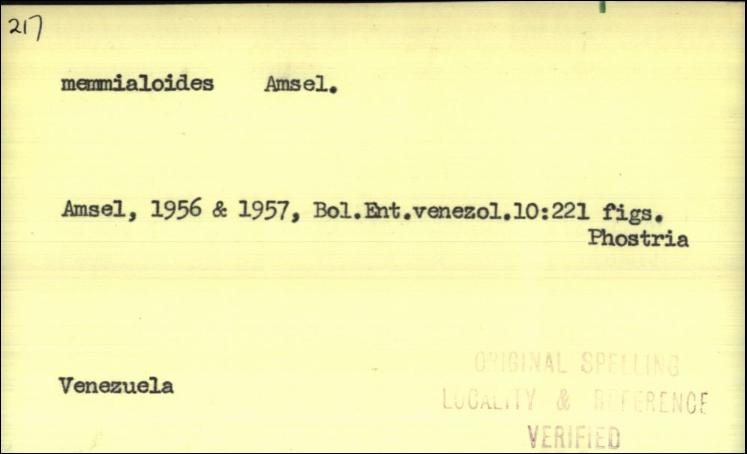 217
memmialoides Amsel.
Amsel, 1956 & 1957, Bol.Ent.venezol.10:221 figs.
Phostria
Venezuela
ORIGINAL SPELLING
LOCALITY & REFERENCE
VERIFIED